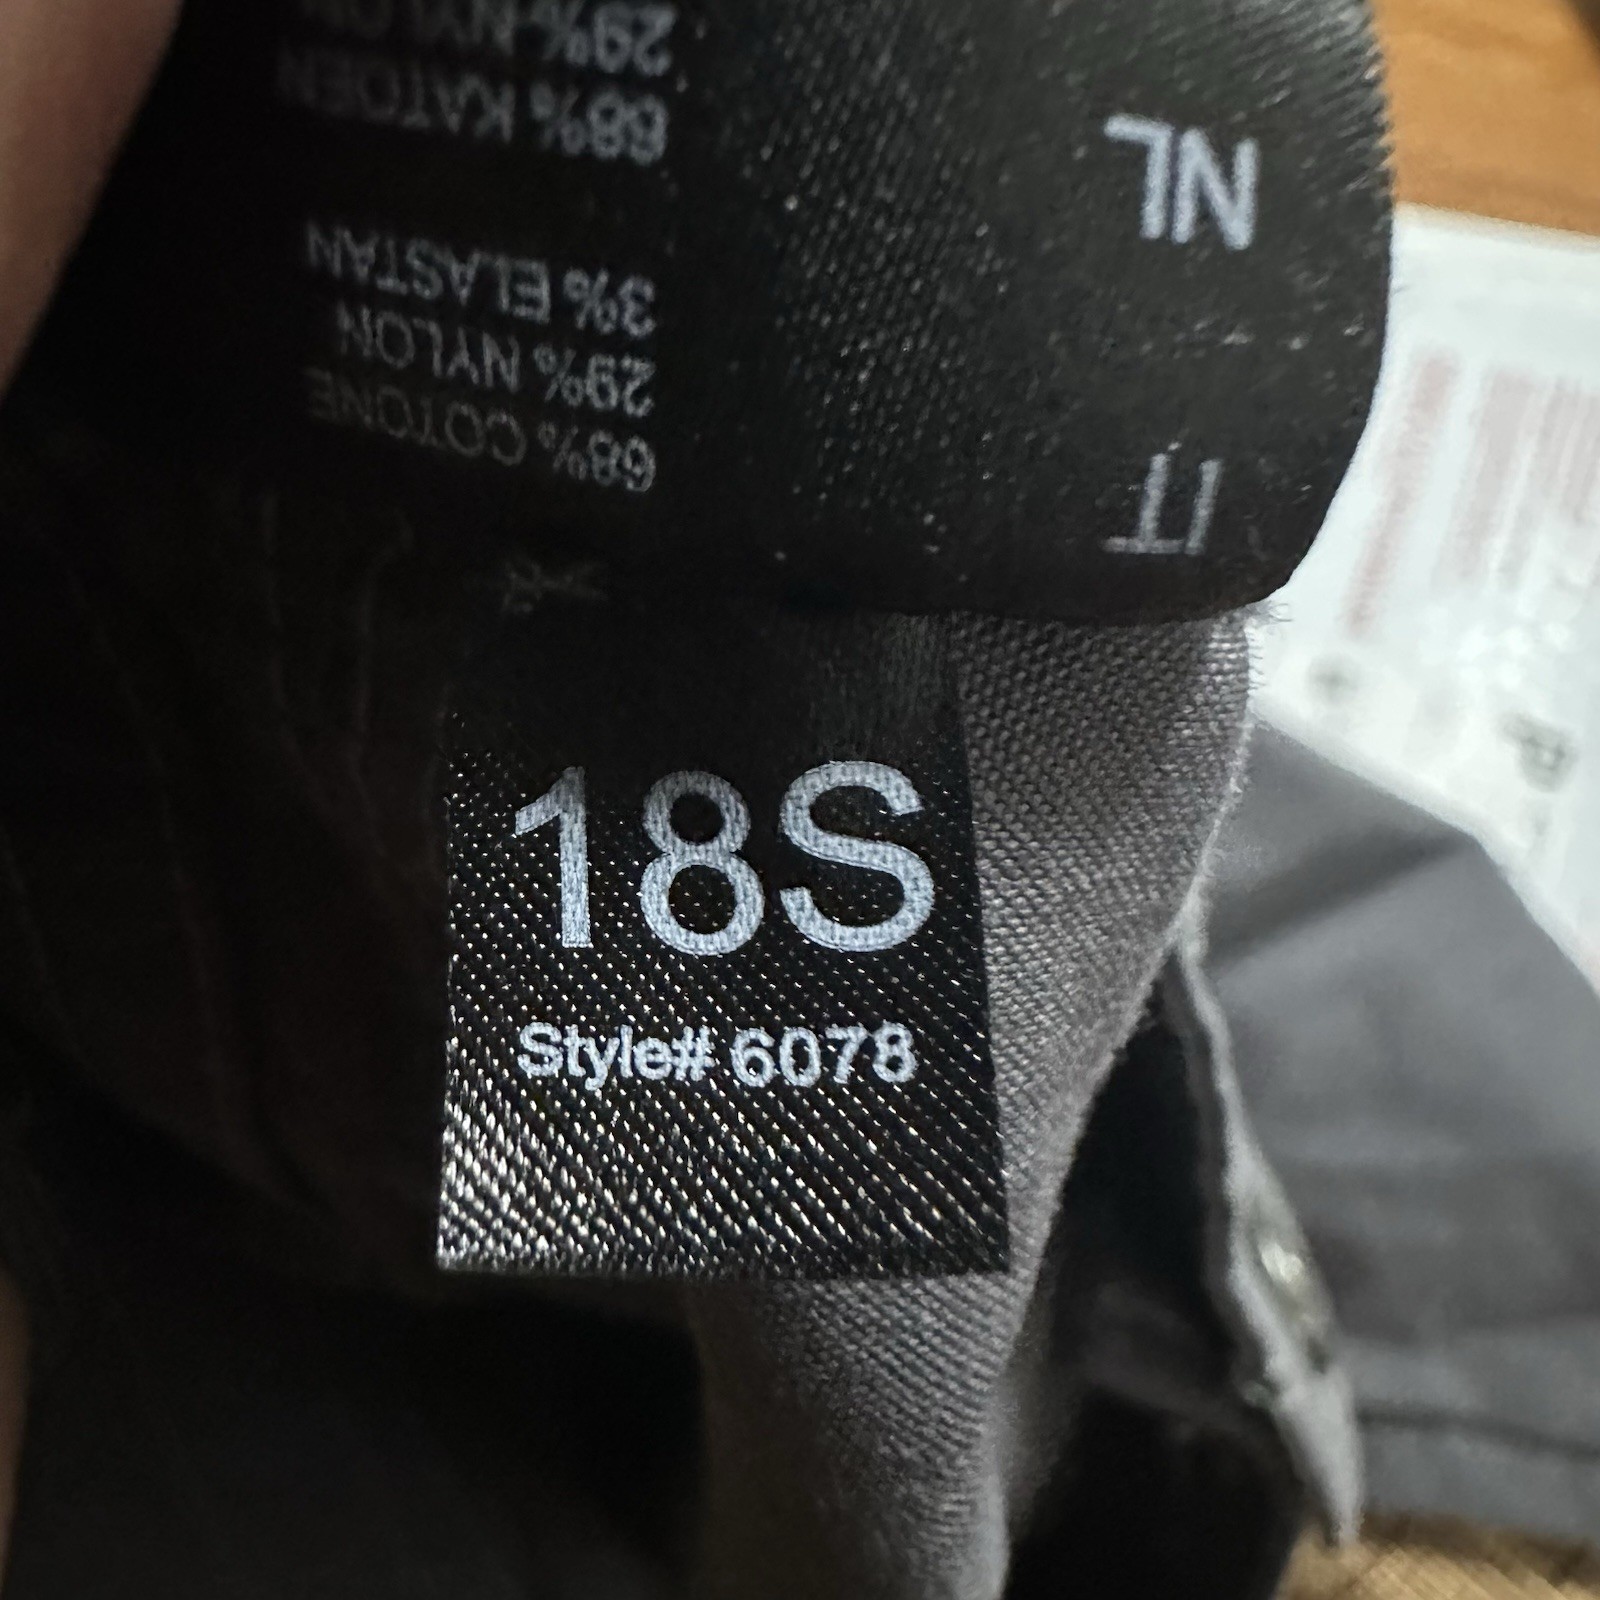 18S
Style# 6078
IT
68% COTONE
29% NYLON
3% ELASTAN
NL
68% KATOEN
29% NYLON